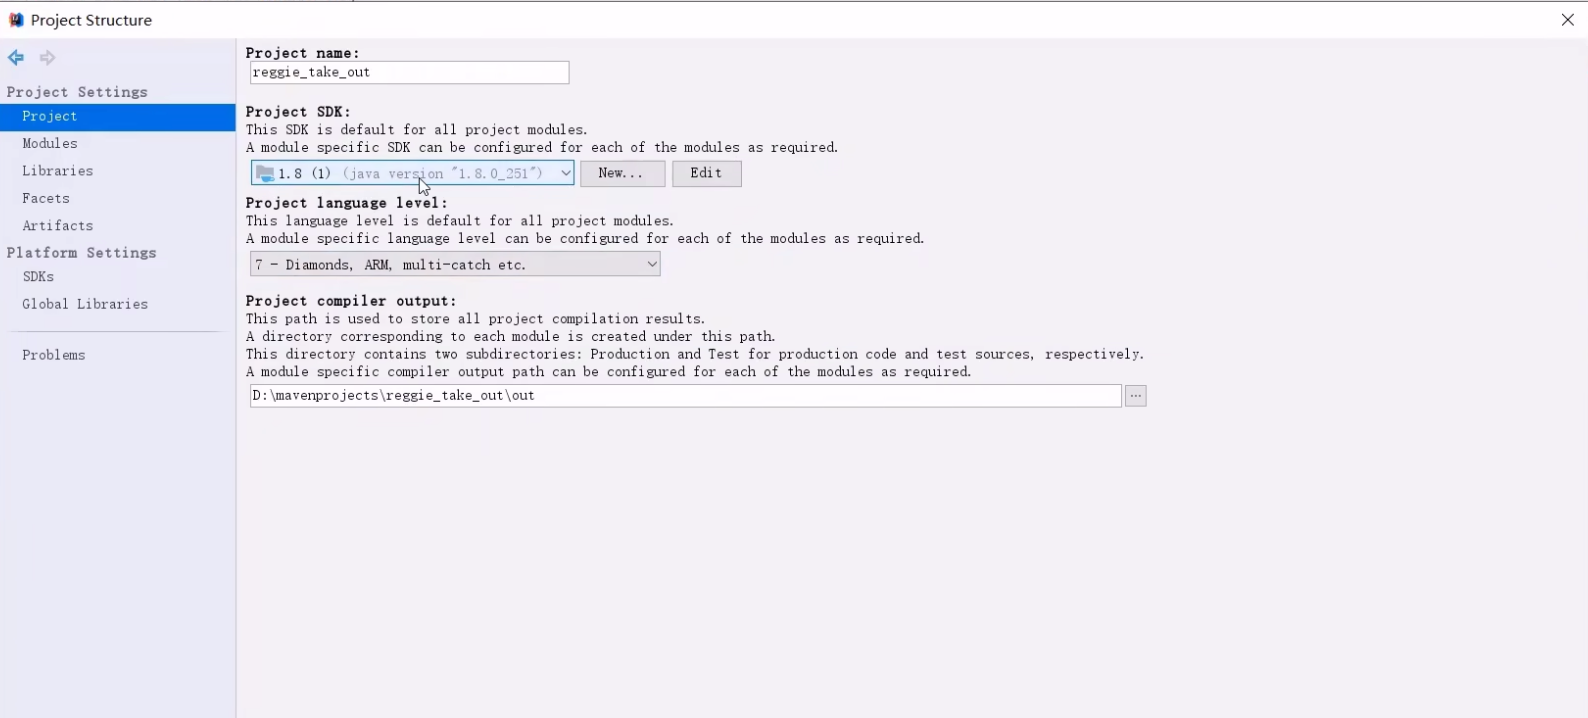 Project Structure
Project Settings
Project
Modules
Libraries
Facets
Artifacts
Platform Settings
SDKs
Global Libraries
Problems
Project name:
reggie_take_out
Project SDK:
This SDK is default for all project modules.
A module specific SDK can be configured for each of the modules as required.
1.8 (1) (java version "1.8.0_251") New... Edit
Project language level:
This language level is default for all project modules.
A module specific language level can be configured for each of the modules as required.
7 - Diamonds, ARM, multi-catch etc.
Project compiler output:
This path is used to store all project compilation results.
A directory corresponding to each module is created under this path.
This directory contains two subdirectories: Production and Test for production code and test sources, respectively.
A module specific compiler output path can be configured for each of the modules as required.
D:\mavenprojects\reggie_take_out\out ...